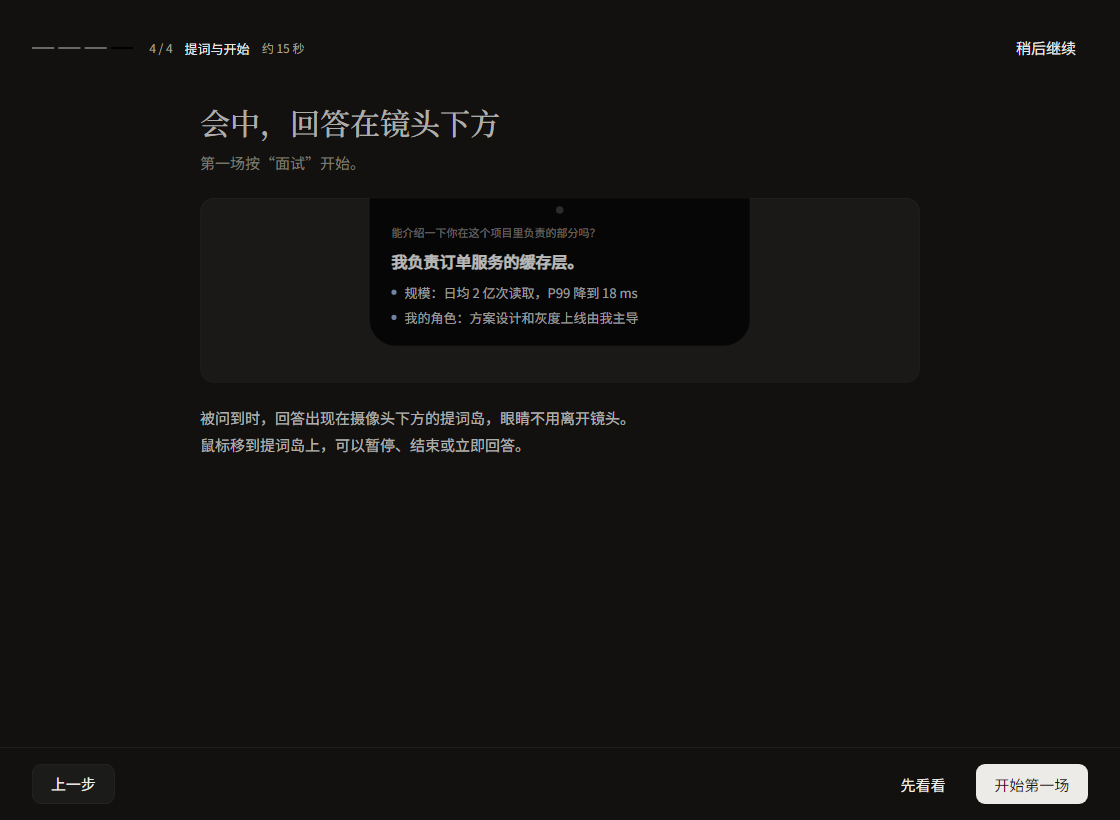 4 / 4 提词与开始 约 15 秒
稍后继续
会中，回答在镜头下方
第一场按“面试”开始。
能介绍一下你在这个项目里负责的部分吗？
我负责订单服务的缓存层。
规模：日均 2 亿次读取，P99 降到 18 ms
我的角色：方案设计和灰度上线由我主导
被问到时，回答出现在摄像头下方的提词岛，眼睛不用离开镜头。
鼠标移到提词岛上，可以暂停、结束或立即回答。
上一步
先看看
开始第一场